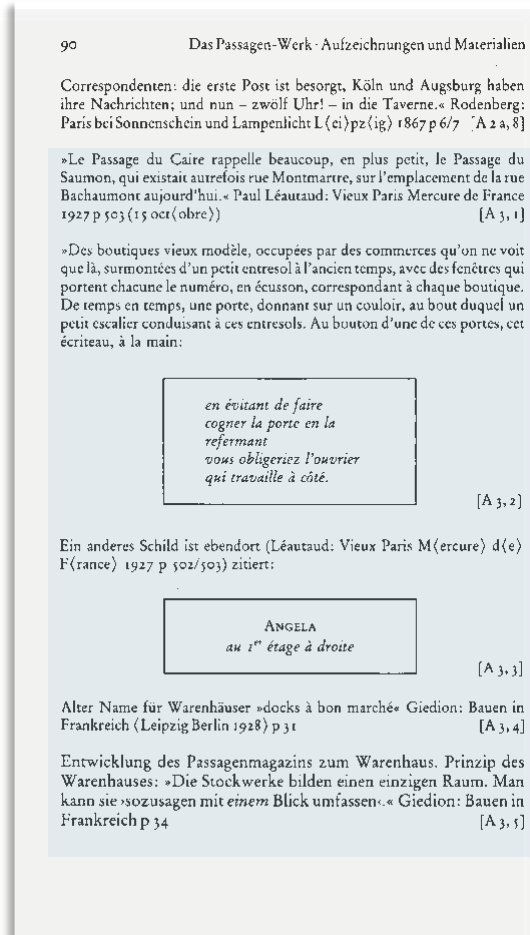 90 Das Passagen-Werk · Aufzeichnungen und Materialien
Correspondenten: die erste Post ist besorgt, Köln und Augsburg haben
ihre Nachrichten; und nun – zwölf Uhr! – in die Taverne.« Rodenberg:
Paris bei Sonnenschein und Lampenlicht L⟨ei⟩pz⟨ig⟩ 1867 p 6/7 [A 2 a, 8]
»Le Passage du Caire rappelle beaucoup, en plus petit, le Passage du
Saumon, qui existait autrefois rue Montmartre, sur l'emplacement de la rue
Bachaumont aujourd'hui.« Paul Léautaud: Vieux Paris Mercure de France
1927 p 503 (15 oct⟨obre⟩) [A 3, 1]
»Des boutiques vieux modèle, occupées par des commerces qu'on ne voit
que là, surmontées d'un petit entresol à l'ancien temps, avec des fenêtres qui
portent chacune le numéro, en écusson, correspondant à chaque boutique.
De temps en temps, une porte, donnant sur un couloir, au bout duquel un
petit escalier conduisant à ces entresols. Au bouton d'une de ces portes, cet
écriteau, à la main:
en évitant de faire
cogner la porte en la
refermant
vous obligeriez l'ouvrier
qui travaille à côté.
[A 3, 2]
Ein anderes Schild ist ebendort (Léautaud: Vieux Paris M⟨ercure⟩ d⟨e⟩
F⟨rance⟩ 1927 p 502/503) zitiert:
ANGELA
au 1er étage à droite
[A 3, 3]
Alter Name für Warenhäuser »docks à bon marché« Giedion: Bauen in
Frankreich ⟨Leipzig Berlin 1928⟩ p 31 [A 3, 4]
Entwicklung des Passagenmagazins zum Warenhaus. Prinzip des
Warenhauses: »Die Stockwerke bilden einen einzigen Raum. Man
kann sie ›sozusagen mit einem Blick umfassen‹.« Giedion: Bauen in
Frankreich p 34 [A 3, 5]